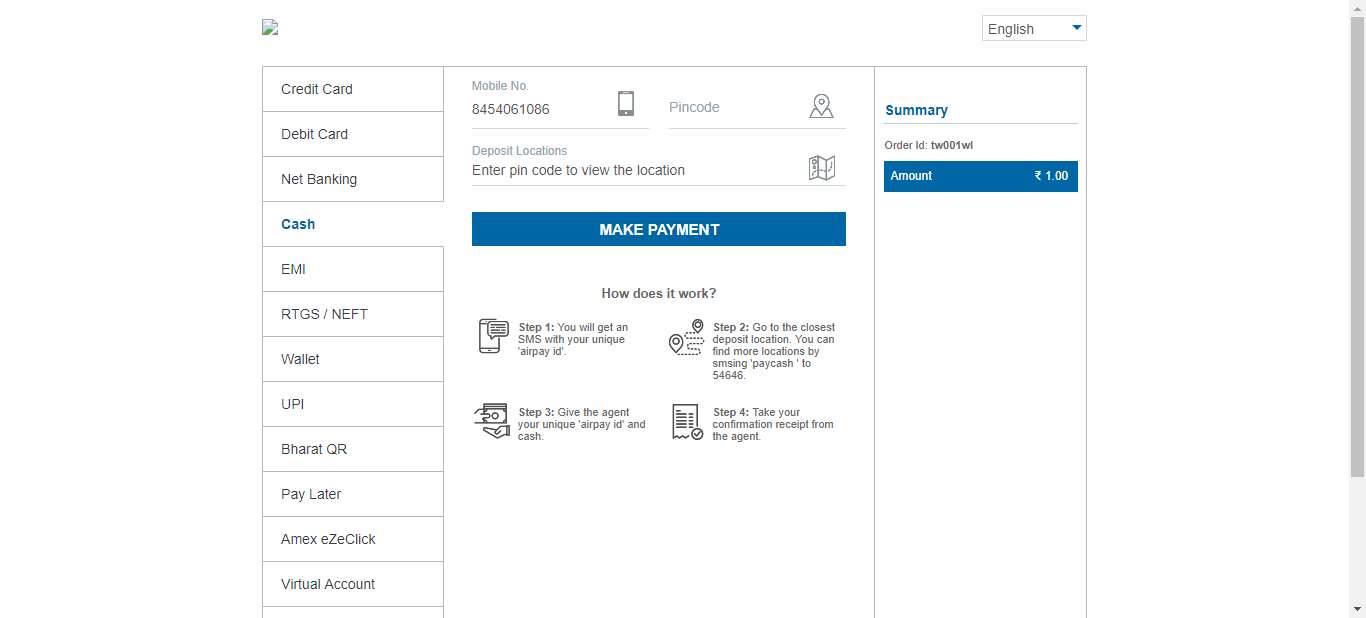 English
Credit Card
Debit Card
Net Banking
Cash
EMI
RTGS / NEFT
Wallet
UPI
Bharat QR
Pay Later
Amex eZeClick
Virtual Account
Mobile No.
8454061086
Pincode
Deposit Locations
Enter pin code to view the location
MAKE PAYMENT
How does it work?
Step 1: You will get an
SMS with your unique
'airpay id'.
Step 2: Go to the closest
deposit location. You can
find more locations by
smsing 'paycash ' to
54646.
Step 3: Give the agent
your unique 'airpay id' and
cash.
Step 4: Take your
confirmation receipt from
the agent.
Summary
Order Id: tw001wl
Amount ₹ 1.00